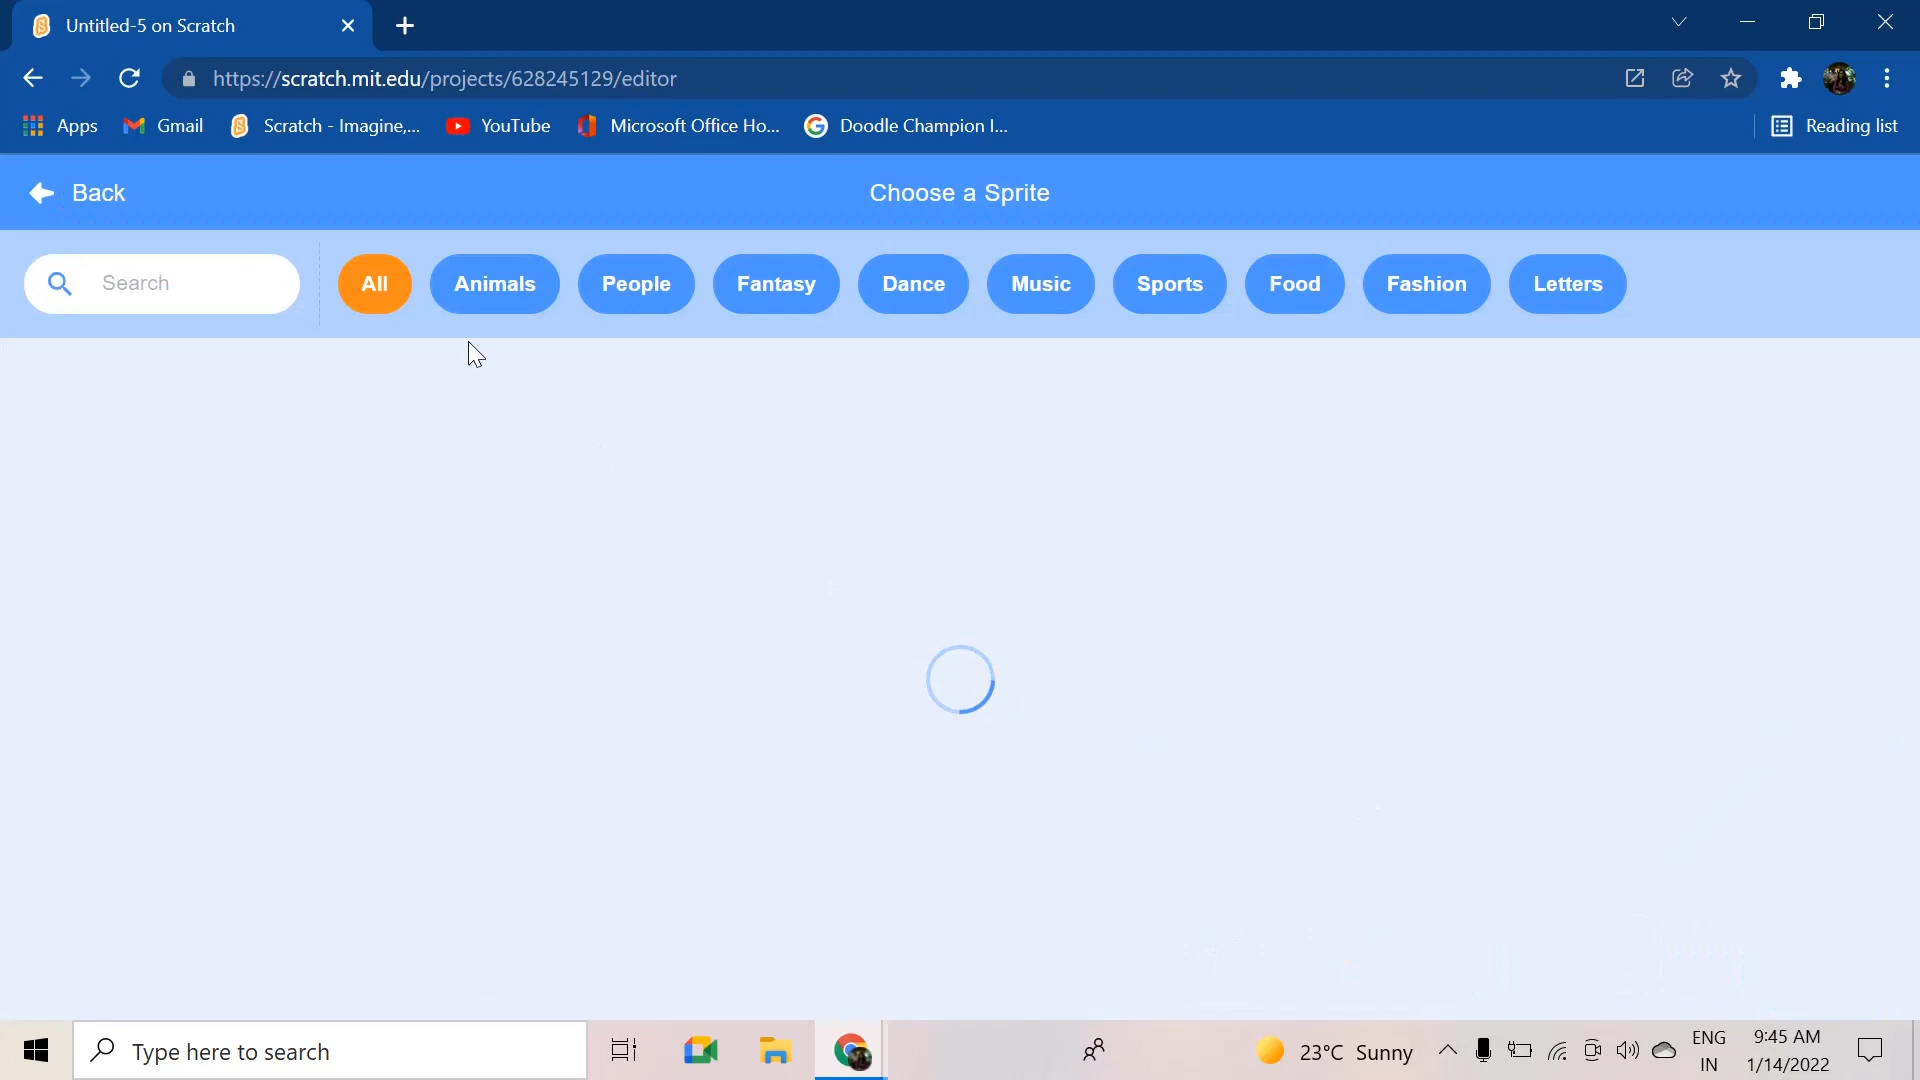 Untitled-5 on Scratch
https://scratch.mit.edu/projects/628245129/editor
Apps Gmail Scratch - Imagine,... YouTube Microsoft Office Ho... Doodle Champion I... Reading list
Back Choose a Sprite
Search All Animals People Fantasy Dance Music Sports Food Fashion Letters
Type here to search 23°C Sunny ENG 9:45 AM
IN 1/14/2022